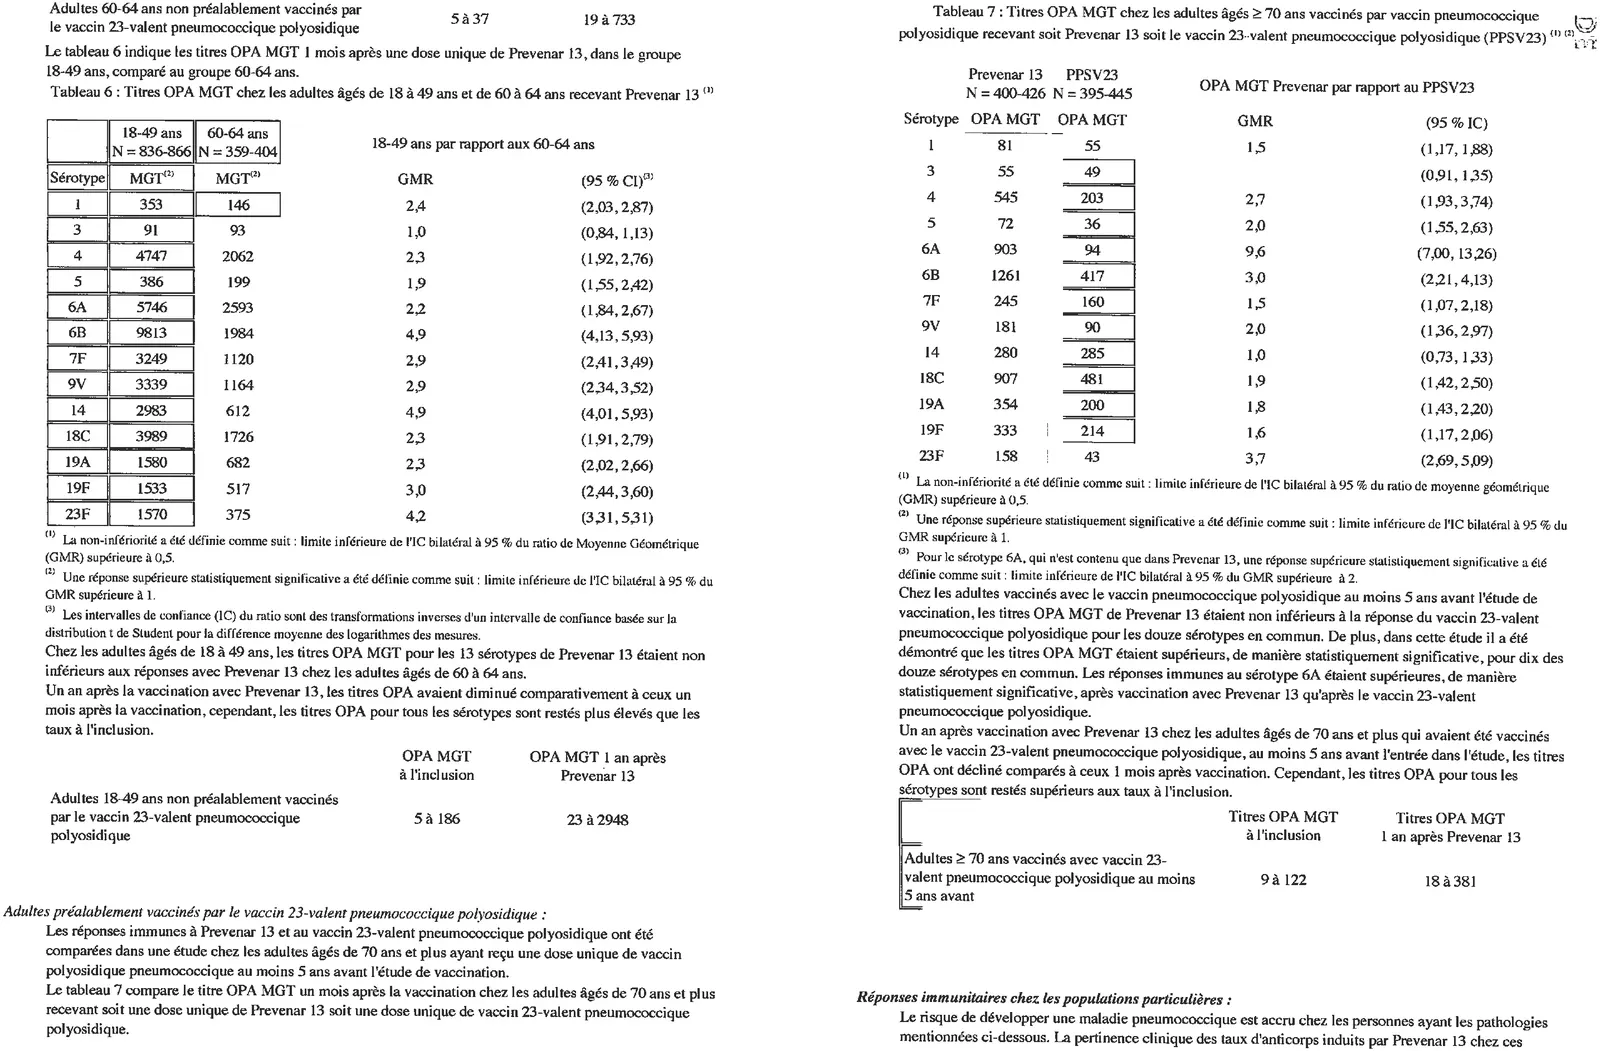 Adultes 60-64 ans non préalablement vaccinés par
le vaccin 23-valent pneumococcique polyosidique 5 à 37 19 à 733
Le tableau 6 indique les titres OPA MGT 1 mois après une dose unique de Prevenar 13, dans le groupe
18-49 ans, comparé au groupe 60-64 ans.
Tableau 6 : Titres OPA MGT chez les adultes âgés de 18 à 49 ans et de 60 à 64 ans recevant Prevenar 13 (1)
18-49 ans 60-64 ans
N = 836-866 N = 359-404 18-49 ans par rapport aux 60-64 ans
Sérotype MGT(2) MGT(2) GMR (95 % CI)(3)
1 353 146 2,4 (2,03, 2,87)
3 91 93 1,0 (0,84, 1,13)
4 4747 2062 2,3 (1,92, 2,76)
5 386 199 1,9 (1,55, 2,42)
6A 5746 2593 2,2 (1,84, 2,67)
6B 9813 1984 4,9 (4,13, 5,93)
7F 3249 1120 2,9 (2,41, 3,49)
9V 3339 1164 2,9 (2,34, 3,52)
14 2983 612 4,9 (4,01, 5,93)
18C 3989 1726 2,3 (1,91, 2,79)
19A 1580 682 2,3 (2,02, 2,66)
19F 1533 517 3,0 (2,44, 3,60)
23F 1570 375 4,2 (3,31, 5,31)
(1) La non-infériorité a été définie comme suit : limite inférieure de l'IC bilatéral à 95 % du ratio de Moyenne Géométrique
(GMR) supérieure à 0,5.
(2) Une réponse supérieure statistiquement significative a été définie comme suit : limite inférieure de l'IC bilatéral à 95 % du
GMR supérieure à 1.
(3) Les intervalles de confiance (IC) du ratio sont des transformations inverses d'un intervalle de confiance basée sur la
distribution t de Student pour la différence moyenne des logarithmes des mesures.
Chez les adultes âgés de 18 à 49 ans, les titres OPA MGT pour les 13 sérotypes de Prevenar 13 étaient non
inférieurs aux réponses avec Prevenar 13 chez les adultes âgés de 60 à 64 ans.
Un an après la vaccination avec Prevenar 13, les titres OPA avaient diminué comparativement à ceux un
mois après la vaccination, cependant, les titres OPA pour tous les sérotypes sont restés plus élevés que les
taux à l'inclusion.
OPA MGT OPA MGT 1 an après
à l'inclusion Prevenar 13
Adultes 18-49 ans non préalablement vaccinés
par le vaccin 23-valent pneumococcique 5 à 186 23 à 2948
polyosidique
Adultes préalablement vaccinés par le vaccin 23-valent pneumococcique polyosidique :
Les réponses immunes à Prevenar 13 et au vaccin 23-valent pneumococcique polyosidique ont été
comparées dans une étude chez les adultes âgés de 70 ans et plus ayant reçu une dose unique de vaccin
polyosidique pneumococcique au moins 5 ans avant l'étude de vaccination.
Le tableau 7 compare le titre OPA MGT un mois après la vaccination chez les adultes âgés de 70 ans et plus
recevant soit une dose unique de Prevenar 13 soit une dose unique de vaccin 23-valent pneumococcique
polyosidique.
Tableau 7 : Titres OPA MGT chez les adultes âgés ≥ 70 ans vaccinés par vaccin pneumococcique
polyosidique recevant soit Prevenar 13 soit le vaccin 23-valent pneumococcique polyosidique (PPSV23) (1) (2)
Prevenar 13 PPSV23
N = 400-426 N = 395-445 OPA MGT Prevenar par rapport au PPSV23
Sérotype OPA MGT OPA MGT GMR (95 % IC)
1 81 55 1,5 (1,17, 1,88)
3 55 49 (0,91, 1,35)
4 545 203 2,7 (1,93, 3,74)
5 72 36 2,0 (1,55, 2,63)
6A 903 94 9,6 (7,00, 13,26)
6B 1261 417 3,0 (2,21, 4,13)
7F 245 160 1,5 (1,07, 2,18)
9V 181 90 2,0 (1,36, 2,97)
14 280 285 1,0 (0,73, 1,33)
18C 907 481 1,9 (1,42, 2,50)
19A 354 200 1,8 (1,43, 2,20)
19F 333 214 1,6 (1,17, 2,06)
23F 158 43 3,7 (2,69, 5,09)
(1) La non-infériorité a été définie comme suit : limite inférieure de l'IC bilatéral à 95 % du ratio de moyenne géométrique
(GMR) supérieure à 0,5.
(2) Une réponse supérieure statistiquement significative a été définie comme suit : limite inférieure de l'IC bilatéral à 95 % du
GMR supérieure à 1.
(3) Pour le sérotype 6A, qui n'est contenu que dans Prevenar 13, une réponse supérieure statistiquement significative a été
définie comme suit : limite inférieure de l'IC bilatéral à 95 % du GMR supérieure à 2.
Chez les adultes vaccinés avec le vaccin pneumococcique polyosidique au moins 5 ans avant l'étude de
vaccination, les titres OPA MGT de Prevenar 13 étaient non inférieurs à la réponse du vaccin 23-valent
pneumococcique polyosidique pour les douze sérotypes en commun. De plus, dans cette étude il a été
démontré que les titres OPA MGT étaient supérieurs, de manière statistiquement significative, pour dix des
douze sérotypes en commun. Les réponses immunes au sérotype 6A étaient supérieures, de manière
statistiquement significative, après vaccination avec Prevenar 13 qu'après le vaccin 23-valent
pneumococcique polyosidique.
Un an après vaccination avec Prevenar 13 chez les adultes âgés de 70 ans et plus qui avaient été vaccinés
avec le vaccin 23-valent pneumococcique polyosidique, au moins 5 ans avant l'entrée dans l'étude, les titres
OPA ont décliné comparés à ceux 1 mois après vaccination. Cependant, les titres OPA pour tous les
sérotypes sont restés supérieurs aux taux à l'inclusion.
Titres OPA MGT Titres OPA MGT
à l'inclusion 1 an après Prevenar 13
Adultes ≥ 70 ans vaccinés avec vaccin 23-
valent pneumococcique polyosidique au moins 9 à 122 18 à 381
5 ans avant
Réponses immunitaires chez les populations particulières :
Le risque de développer une maladie pneumococcique est accru chez les personnes ayant les pathologies
mentionnées ci-dessous. La pertinence clinique des taux d'anticorps induits par Prevenar 13 chez ces